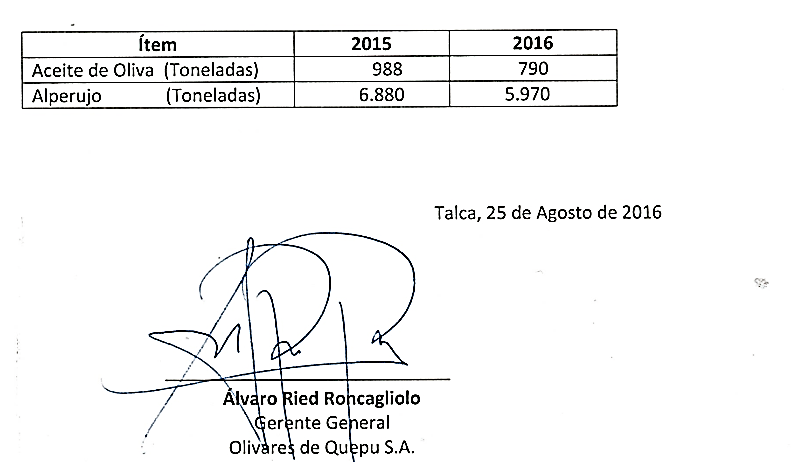 Ítem 2015 2016
Aceite de Oliva (Toneladas) 988 790
Alperujo (Toneladas) 6.880 5.970
Talca, 25 de Agosto de 2016
Álvaro Ried Roncagliolo
Gerente General
Olivares de Quepu S.A.